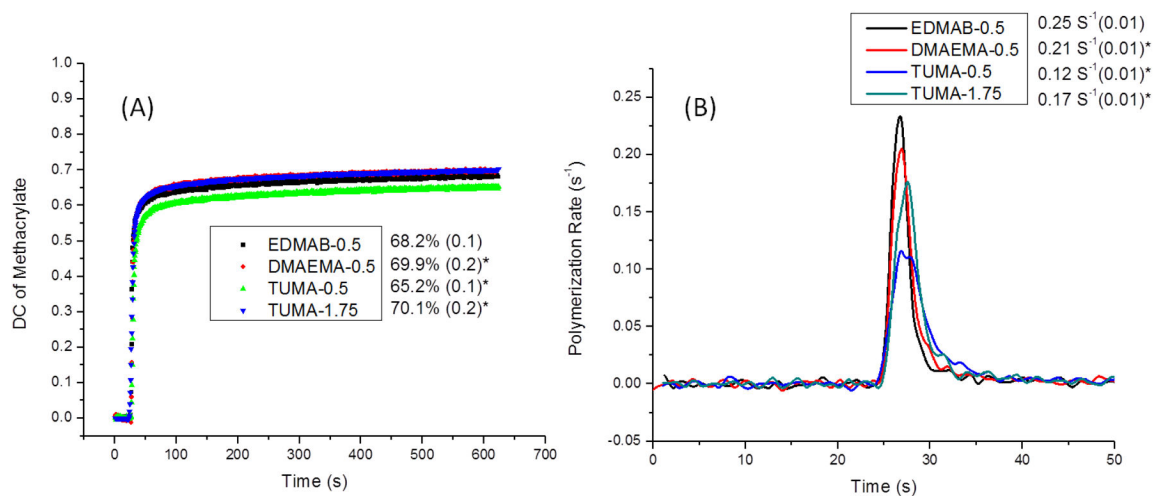 (A)
DC of Methacrylate
1.0
0.9
0.8
0.7
0.6
0.5
0.4
0.3
0.2
0.1
0.0
EDMAB-0.5 68.2% (0.1)
DMAEMA-0.5 69.9% (0.2)*
TUMA-0.5 65.2% (0.1)*
TUMA-1.75 70.1% (0.2)*
0 100 200 300 400 500 600 700
Time (s)
EDMAB-0.5 0.25 S⁻¹(0.01)
DMAEMA-0.5 0.21 S⁻¹(0.01)*
TUMA-0.5 0.12 S⁻¹(0.01)*
TUMA-1.75 0.17 S⁻¹(0.01)*
(B)
Polymerization Rate (s⁻¹)
0.25
0.20
0.15
0.10
0.05
0.00
-0.05
0 10 20 30 40 50
Time (s)